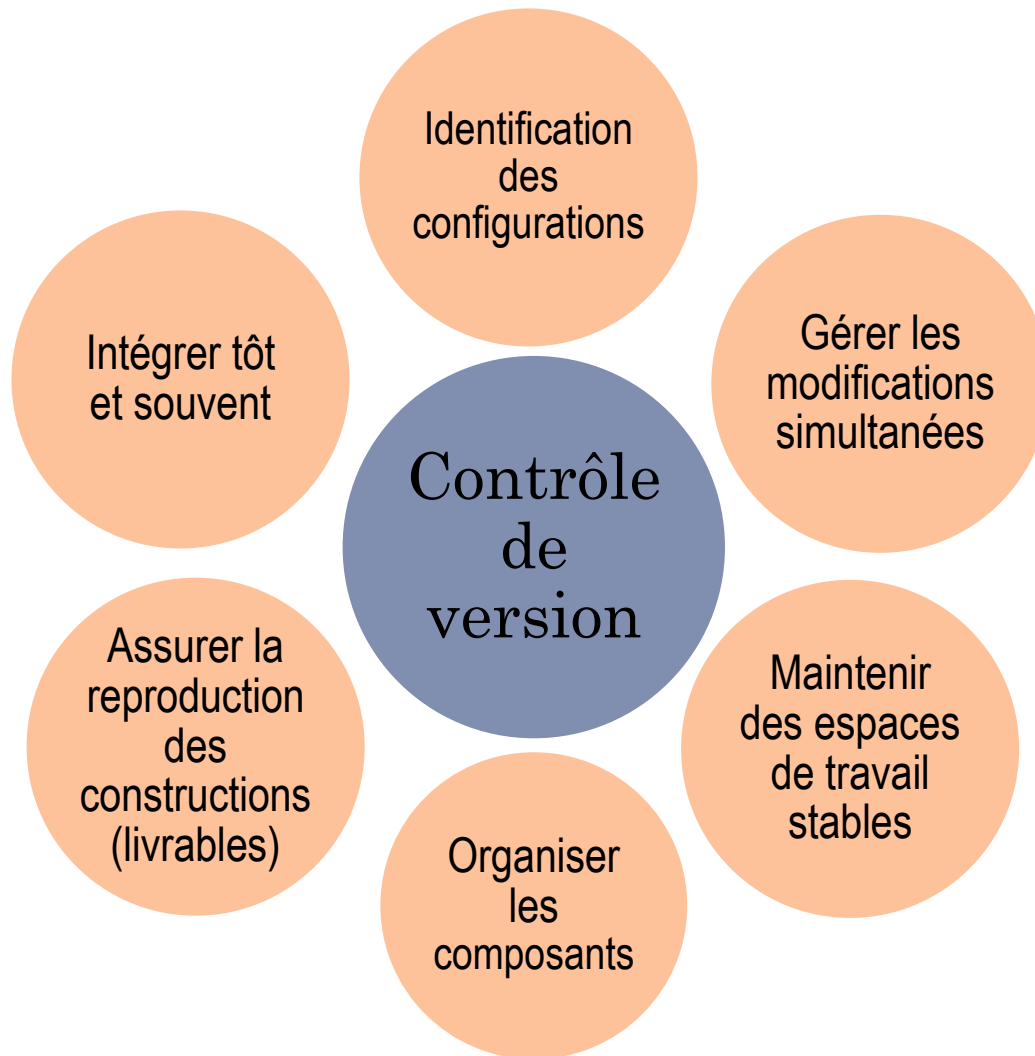 Identification
des
configurations
Gérer les
modifications
simultanées
Intégrer tôt
et souvent
Contrôle
de
version
Assurer la
reproduction
des
constructions
(livrables)
Maintenir
des espaces
de travail
stables
Organiser
les
composants